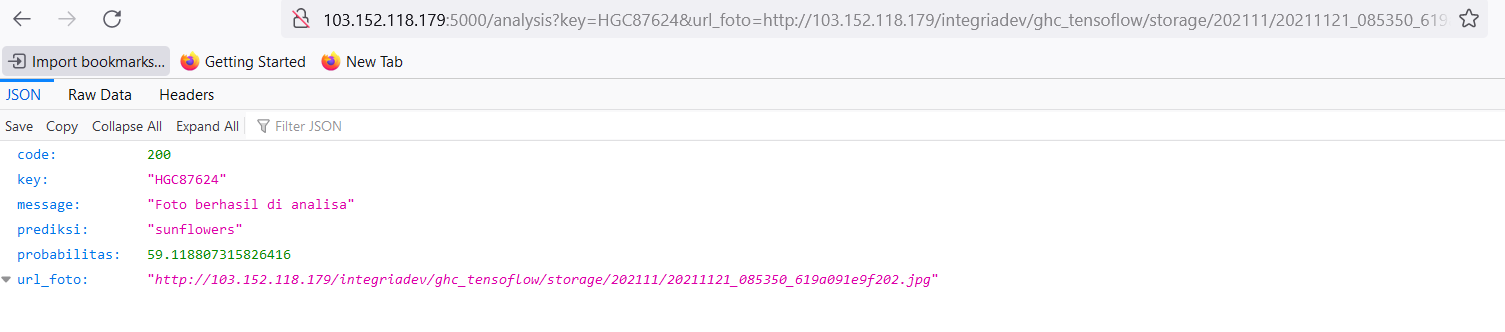 103.152.118.179:5000/analysis?key=HGC87624&url_foto=http://103.152.118.179/integriadev/ghc_tensoflow/storage/202111/20211121_085350_619
Import bookmarks... Getting Started New Tab
JSON Raw Data Headers
Save Copy Collapse All Expand All Filter JSON
code: 200
key: "HGC87624"
message: "Foto berhasil di analisa"
prediksi: "sunflowers"
probabilitas: 59.118807315826416
url_foto: "http://103.152.118.179/integriadev/ghc_tensoflow/storage/202111/20211121_085350_619a091e9f202.jpg"